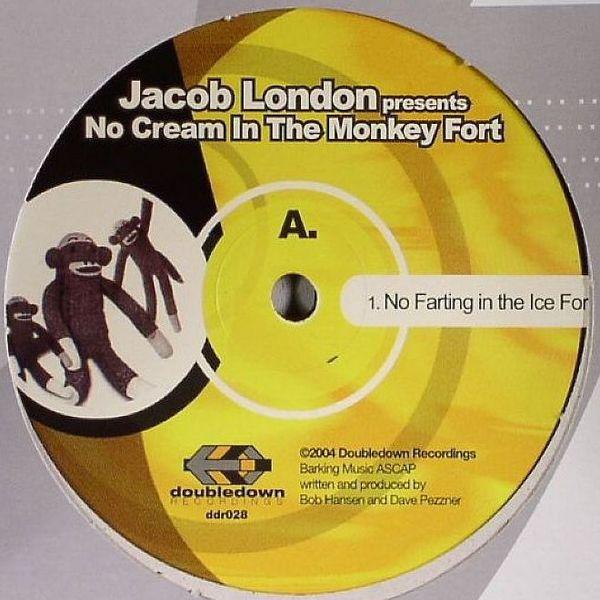 Jacob London presents
No Cream In The Monkey Fort
A.
1. No Farting in the Ice For
doubledown
RECORDINGS
ddr028
©2004 Doubledown Recordings
Barking Music ASCAP
written and produced by
Bob Hansen and Dave Pezzner